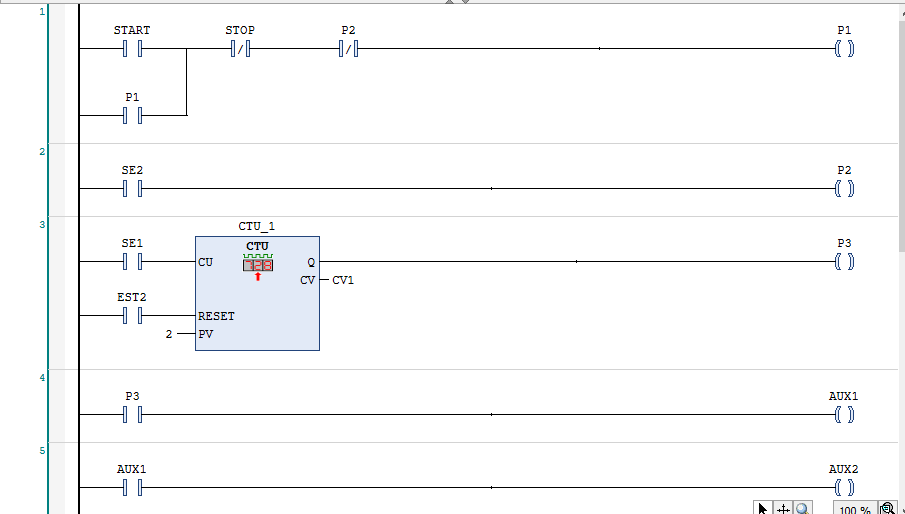 1
START STOP P2 P1
P1
2
SE2 P2
3
CTU_1
SE1 CTU P3
CU Q
CV CV1
EST2
RESET
2 PV
4
P3 AUX1
5
AUX1 AUX2
100 %